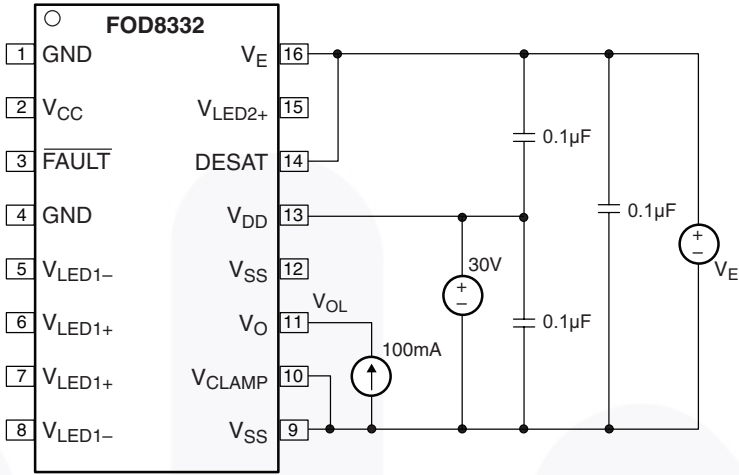 FOD8332
1 GND
2 VCC
3 FAULT
4 GND
5 VLED1–
6 VLED1+
7 VLED1+
8 VLED1–
VE 16
VLED2+ 15
DESAT 14
VDD 13
VSS 12
VO 11
VCLAMP 10
VSS 9
0.1µF
0.1µF
+
–
VE
30V
+
–
0.1µF
VOL
100mA